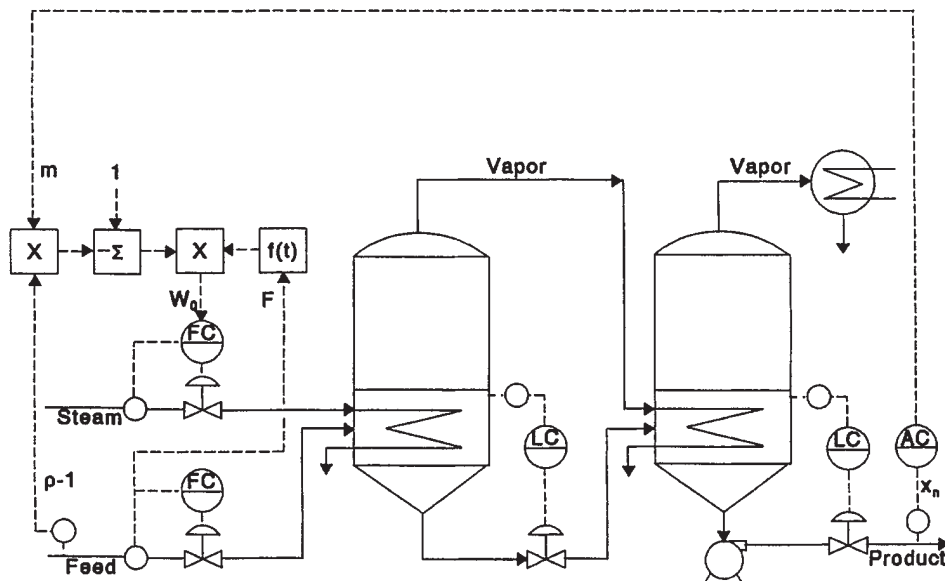 m
1
Vapor
Vapor
X
-Σ
X
f(t)
W₀
F
FC
Steam
LC
LC
AC
ρ-1
FC
xₙ
Feed
Product